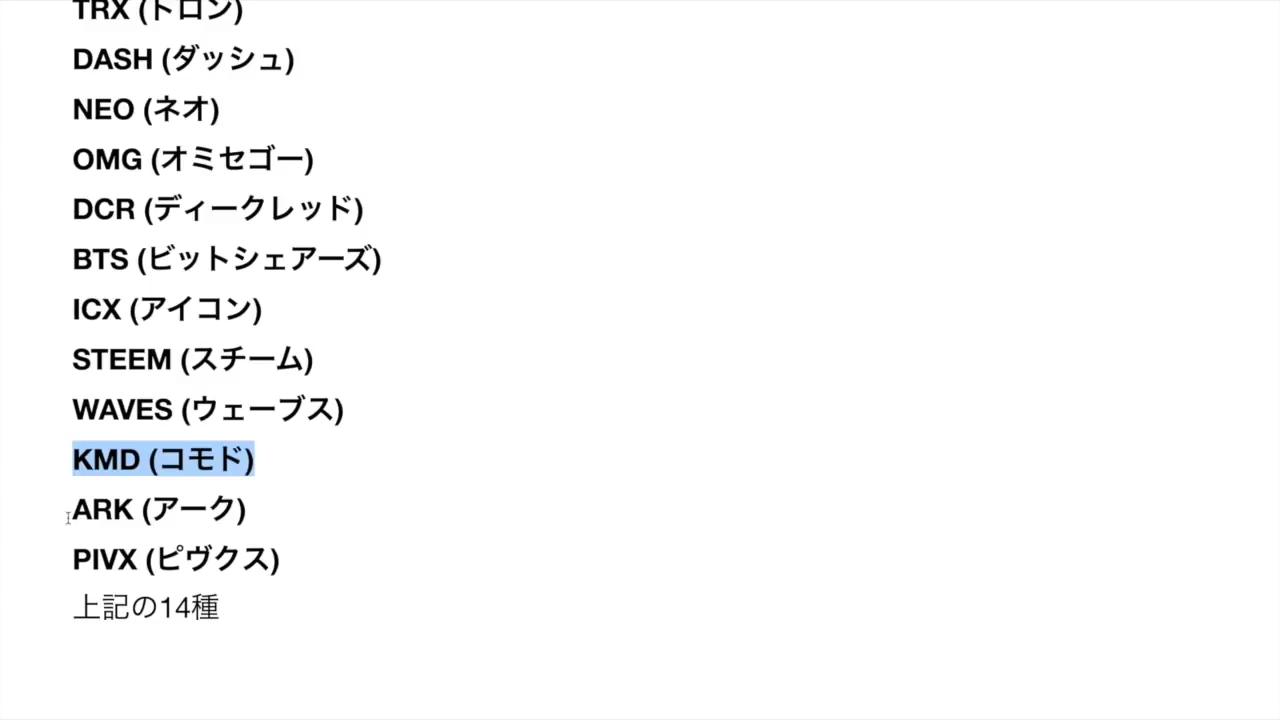 TRX (トロン)
DASH (ダッシュ)
NEO (ネオ)
OMG (オミセゴー)
DCR (ディークレッド)
BTS (ビットシェアーズ)
ICX (アイコン)
STEEM (スチーム)
WAVES (ウェーブス)
KMD (コモド)
ARK (アーク)
PIVX (ピヴクス)
上記の14種